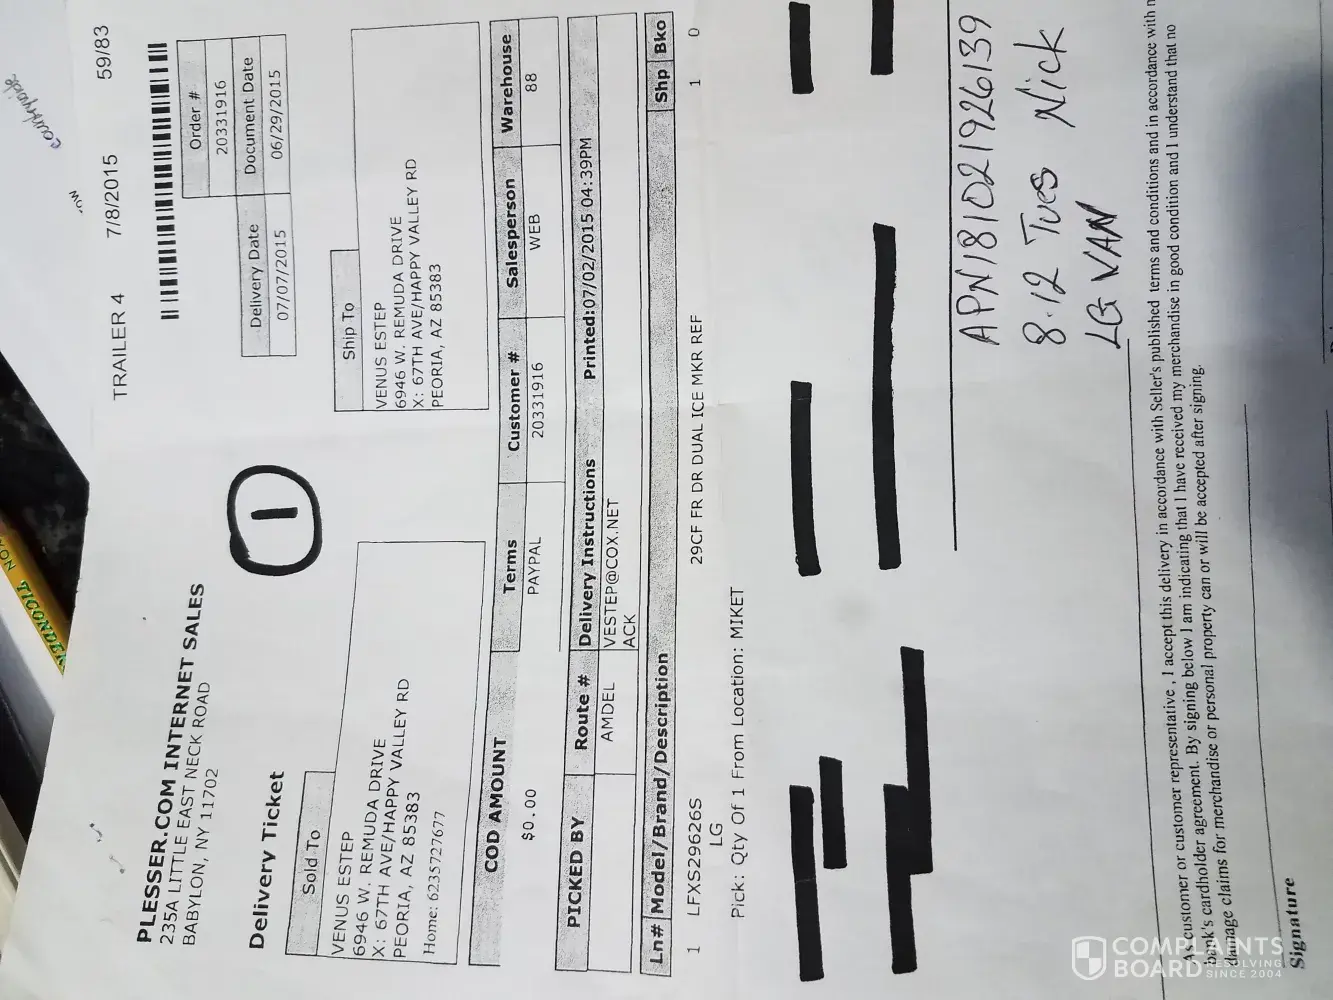 TRAILER 4 7/8/2015 59/83
PLESSER.COM INTERNET SALES
235A LITTLE EAST NECK ROAD
BABYLON, NY 11702
Order #
20331916
Delivery Date Document Date
07/07/2015 06/29/2015
Delivery Ticket
1
Sold To
VENUS ESTEP
6946 W. REMUDA DRIVE
X: 67TH AVE/HAPPY VALLEY RD
PEORIA, AZ 85383
Home: 6235727677
Ship To
VENUS ESTEP
6946 W. REMUDA DRIVE
X: 67TH AVE/HAPPY VALLEY RD
PEORIA, AZ 85383
COD AMOUNT Terms Customer # Salesperson Warehouse
$0.00 PAYPAL 20331916 WEB 88
PICKED BY Route # Delivery Instructions Printed:07/02/2015 04:39PM
AMDEL VESTEP@COX.NET
ACK
Ln# Model/Brand/Description Shp Bko
1 LFXS29626S 29CF FR DR DUAL ICE MKR REF 1 0
LG
Pick: Qty Of 1 From Location: MIKET
APN181021926139
8.12 Tues Nick
LG VAN
As customer or customer representative, I accept this delivery in accordance with Seller's published terms and conditions and in accordance with
bank's cardholder agreement. By signing below I am indicating that I have received my merchandise in good condition and I understand that no
damage claims for merchandise or personal property can or will be accepted after signing.
Signature
COMPLAINTS
BOARD RESOLVING
SINCE 2004
TICONDER